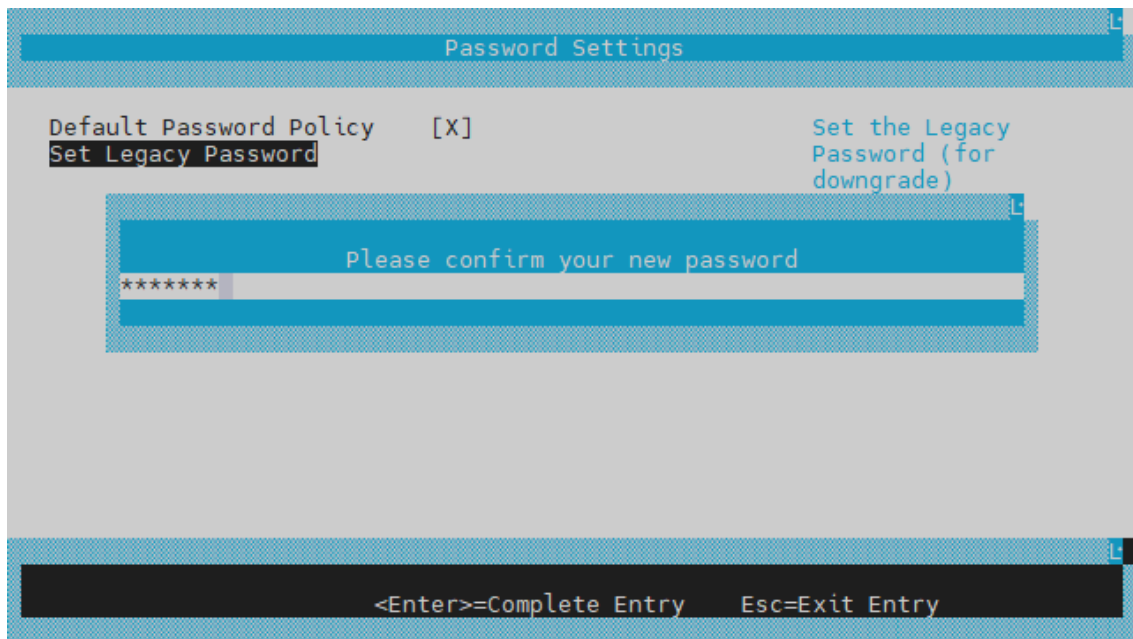 Password Settings
Default Password Policy [X]
Set Legacy Password
Set the Legacy
Password (for
downgrade)
Please confirm your new password
*******
<Enter>=Complete Entry Esc=Exit Entry